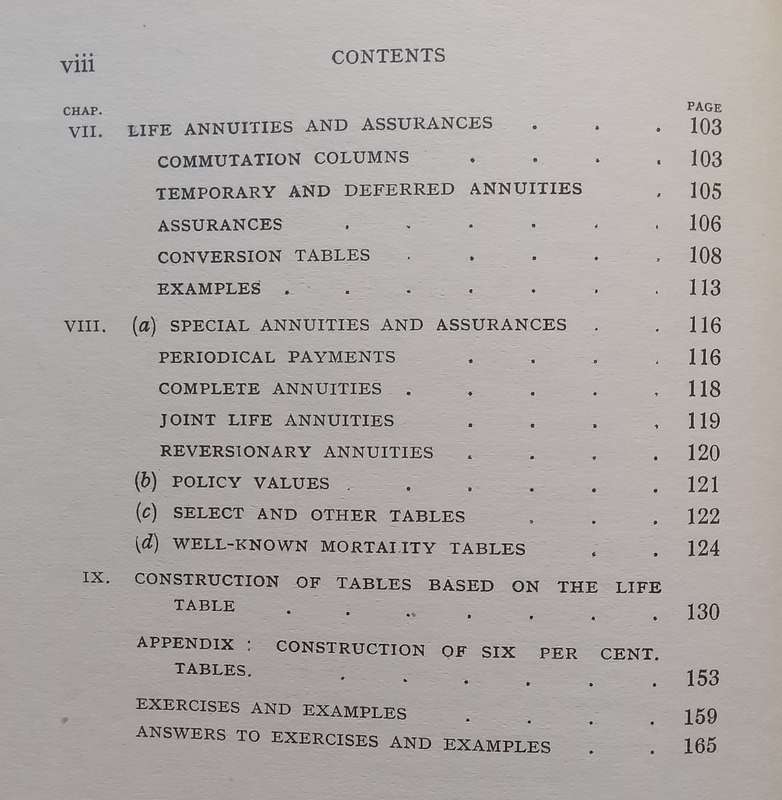 viii CONTENTS
CHAP. PAGE
VII. LIFE ANNUITIES AND ASSURANCES . . . 103
COMMUTATION COLUMNS . . . . 103
TEMPORARY AND DEFERRED ANNUITIES . 105
ASSURANCES . . . . . . 106
CONVERSION TABLES . . . . . 108
EXAMPLES . . . . . . . 113
VIII. (a) SPECIAL ANNUITIES AND ASSURANCES . . 116
PERIODICAL PAYMENTS . . . . 116
COMPLETE ANNUITIES . . . . . 118
JOINT LIFE ANNUITIES . . . . 119
REVERSIONARY ANNUITIES . . . . 120
(b) POLICY VALUES . . . . . . 121
(c) SELECT AND OTHER TABLES . . . 122
(d) WELL-KNOWN MORTALITY TABLES . . 124
IX. CONSTRUCTION OF TABLES BASED ON THE LIFE
TABLE . . . . . . . 130
APPENDIX : CONSTRUCTION OF SIX PER CENT.
TABLES. . . . . . . 153
EXERCISES AND EXAMPLES . . . . 159
ANSWERS TO EXERCISES AND EXAMPLES . . 165